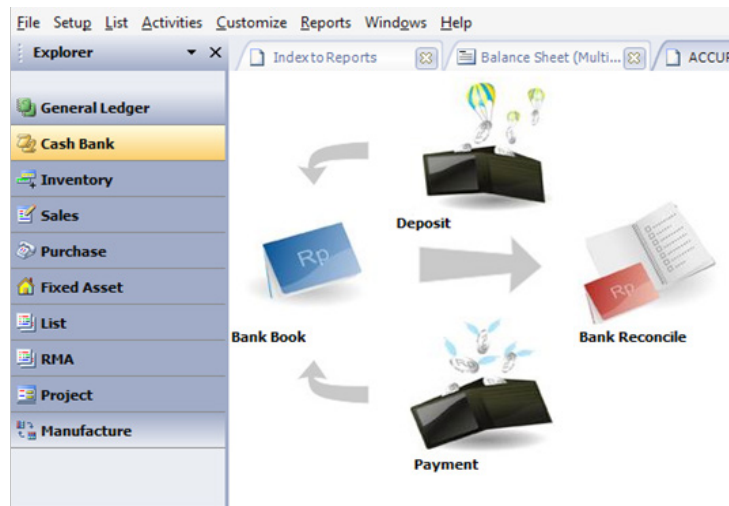 File Setup List Activities Customize Reports Windows Help
Explorer
Index to Reports
Balance Sheet (Multi...
ACCUR
General Ledger
Cash Bank
Inventory
Sales
Purchase
Fixed Asset
List
RMA
Project
Manufacture
Deposit
Rp
Bank Book
Rp
Bank Reconcile
Payment